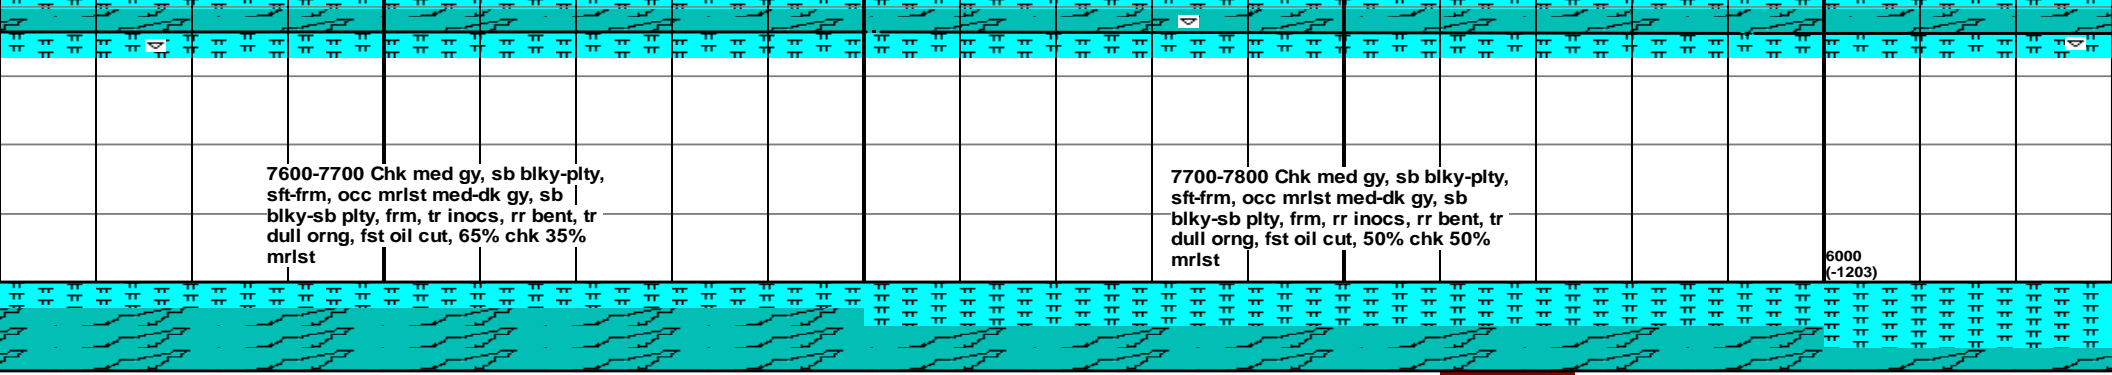 7600-7700 Chk med gy, sb blky-plty,
sft-frm, occ mrlst med-dk gy, sb
blky-sb plty, frm, tr inocs, rr bent, tr
dull orng, fst oil cut, 65% chk 35%
mrlst
7700-7800 Chk med gy, sb blky-plty,
sft-frm, occ mrlst med-dk gy, sb
blky-sb plty, frm, rr inocs, rr bent, tr
dull orng, fst oil cut, 50% chk 50%
mrlst
6000
(-1203)